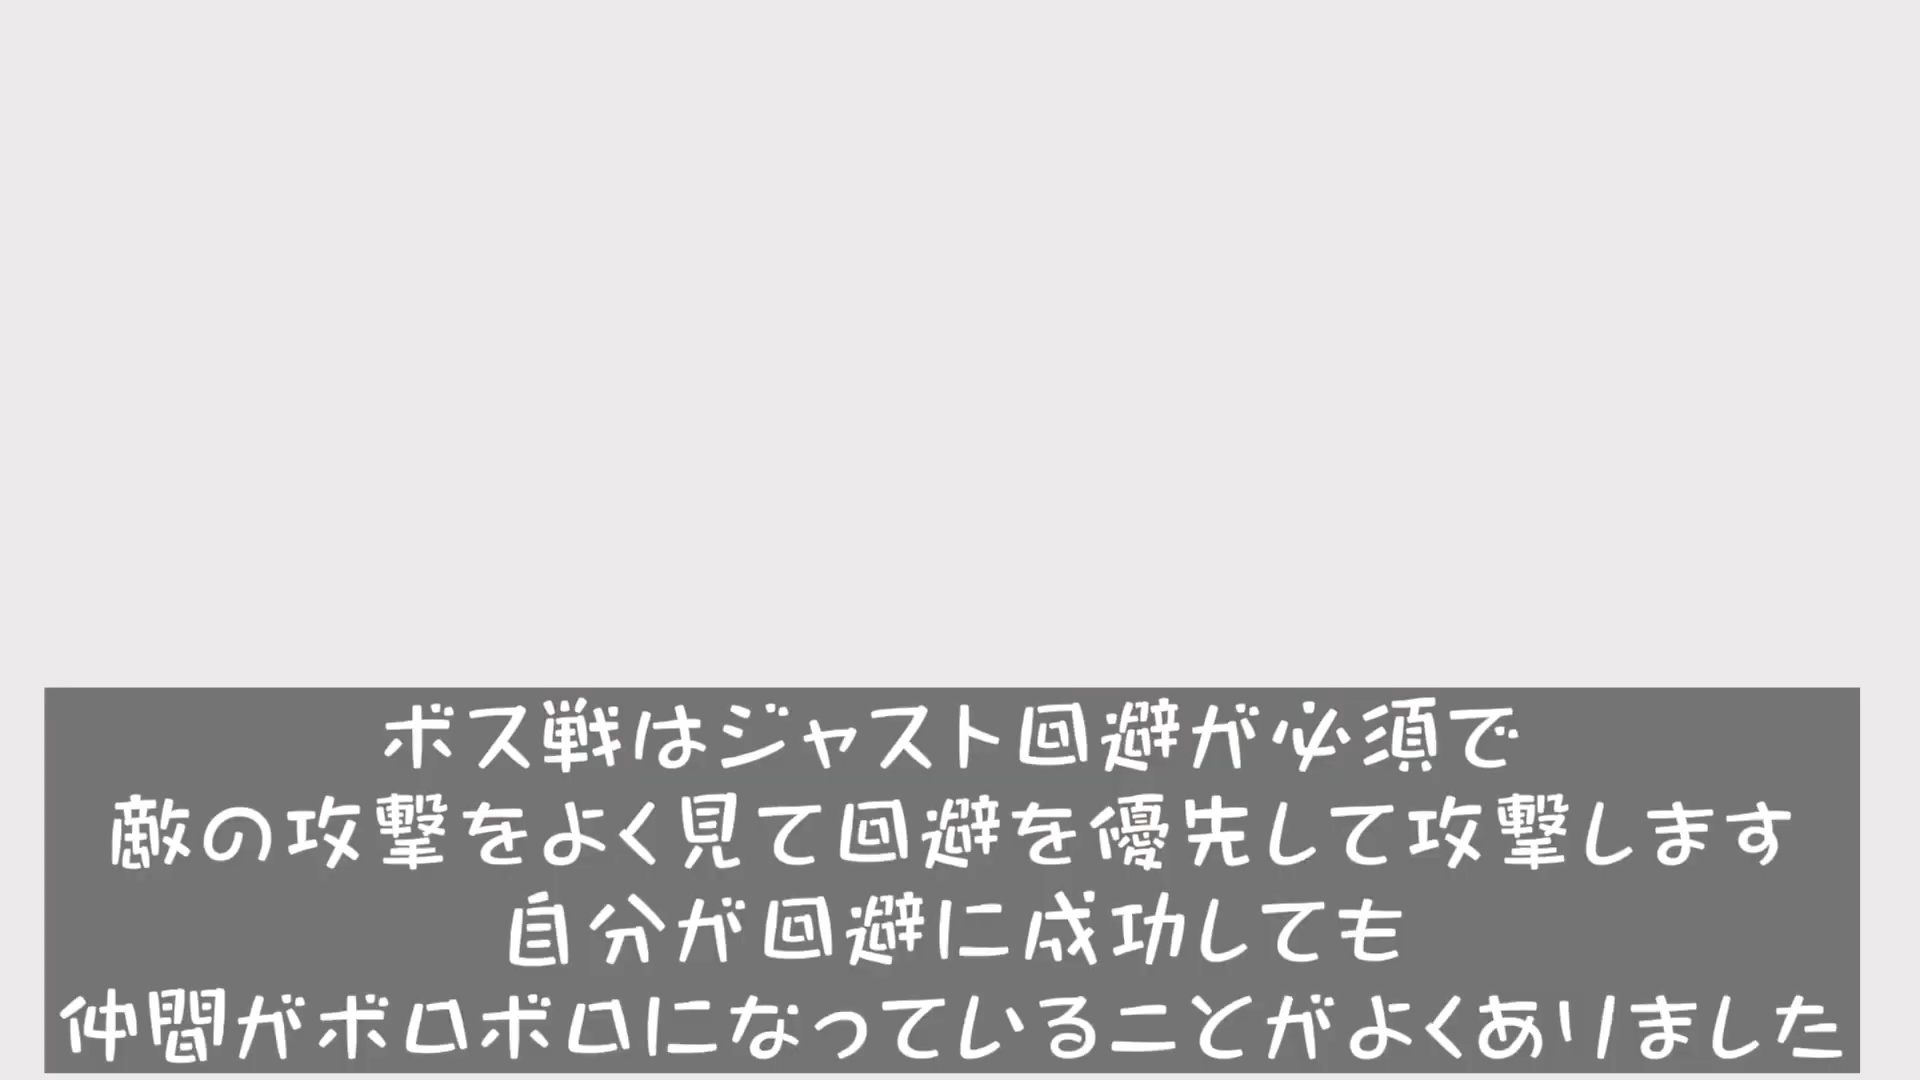 ボス戦はジャスト回避が必須で
敵の攻撃をよく見て回避を優先して攻撃します
自分が回避に成功しても
仲間がボロボロになっていることがよくありました